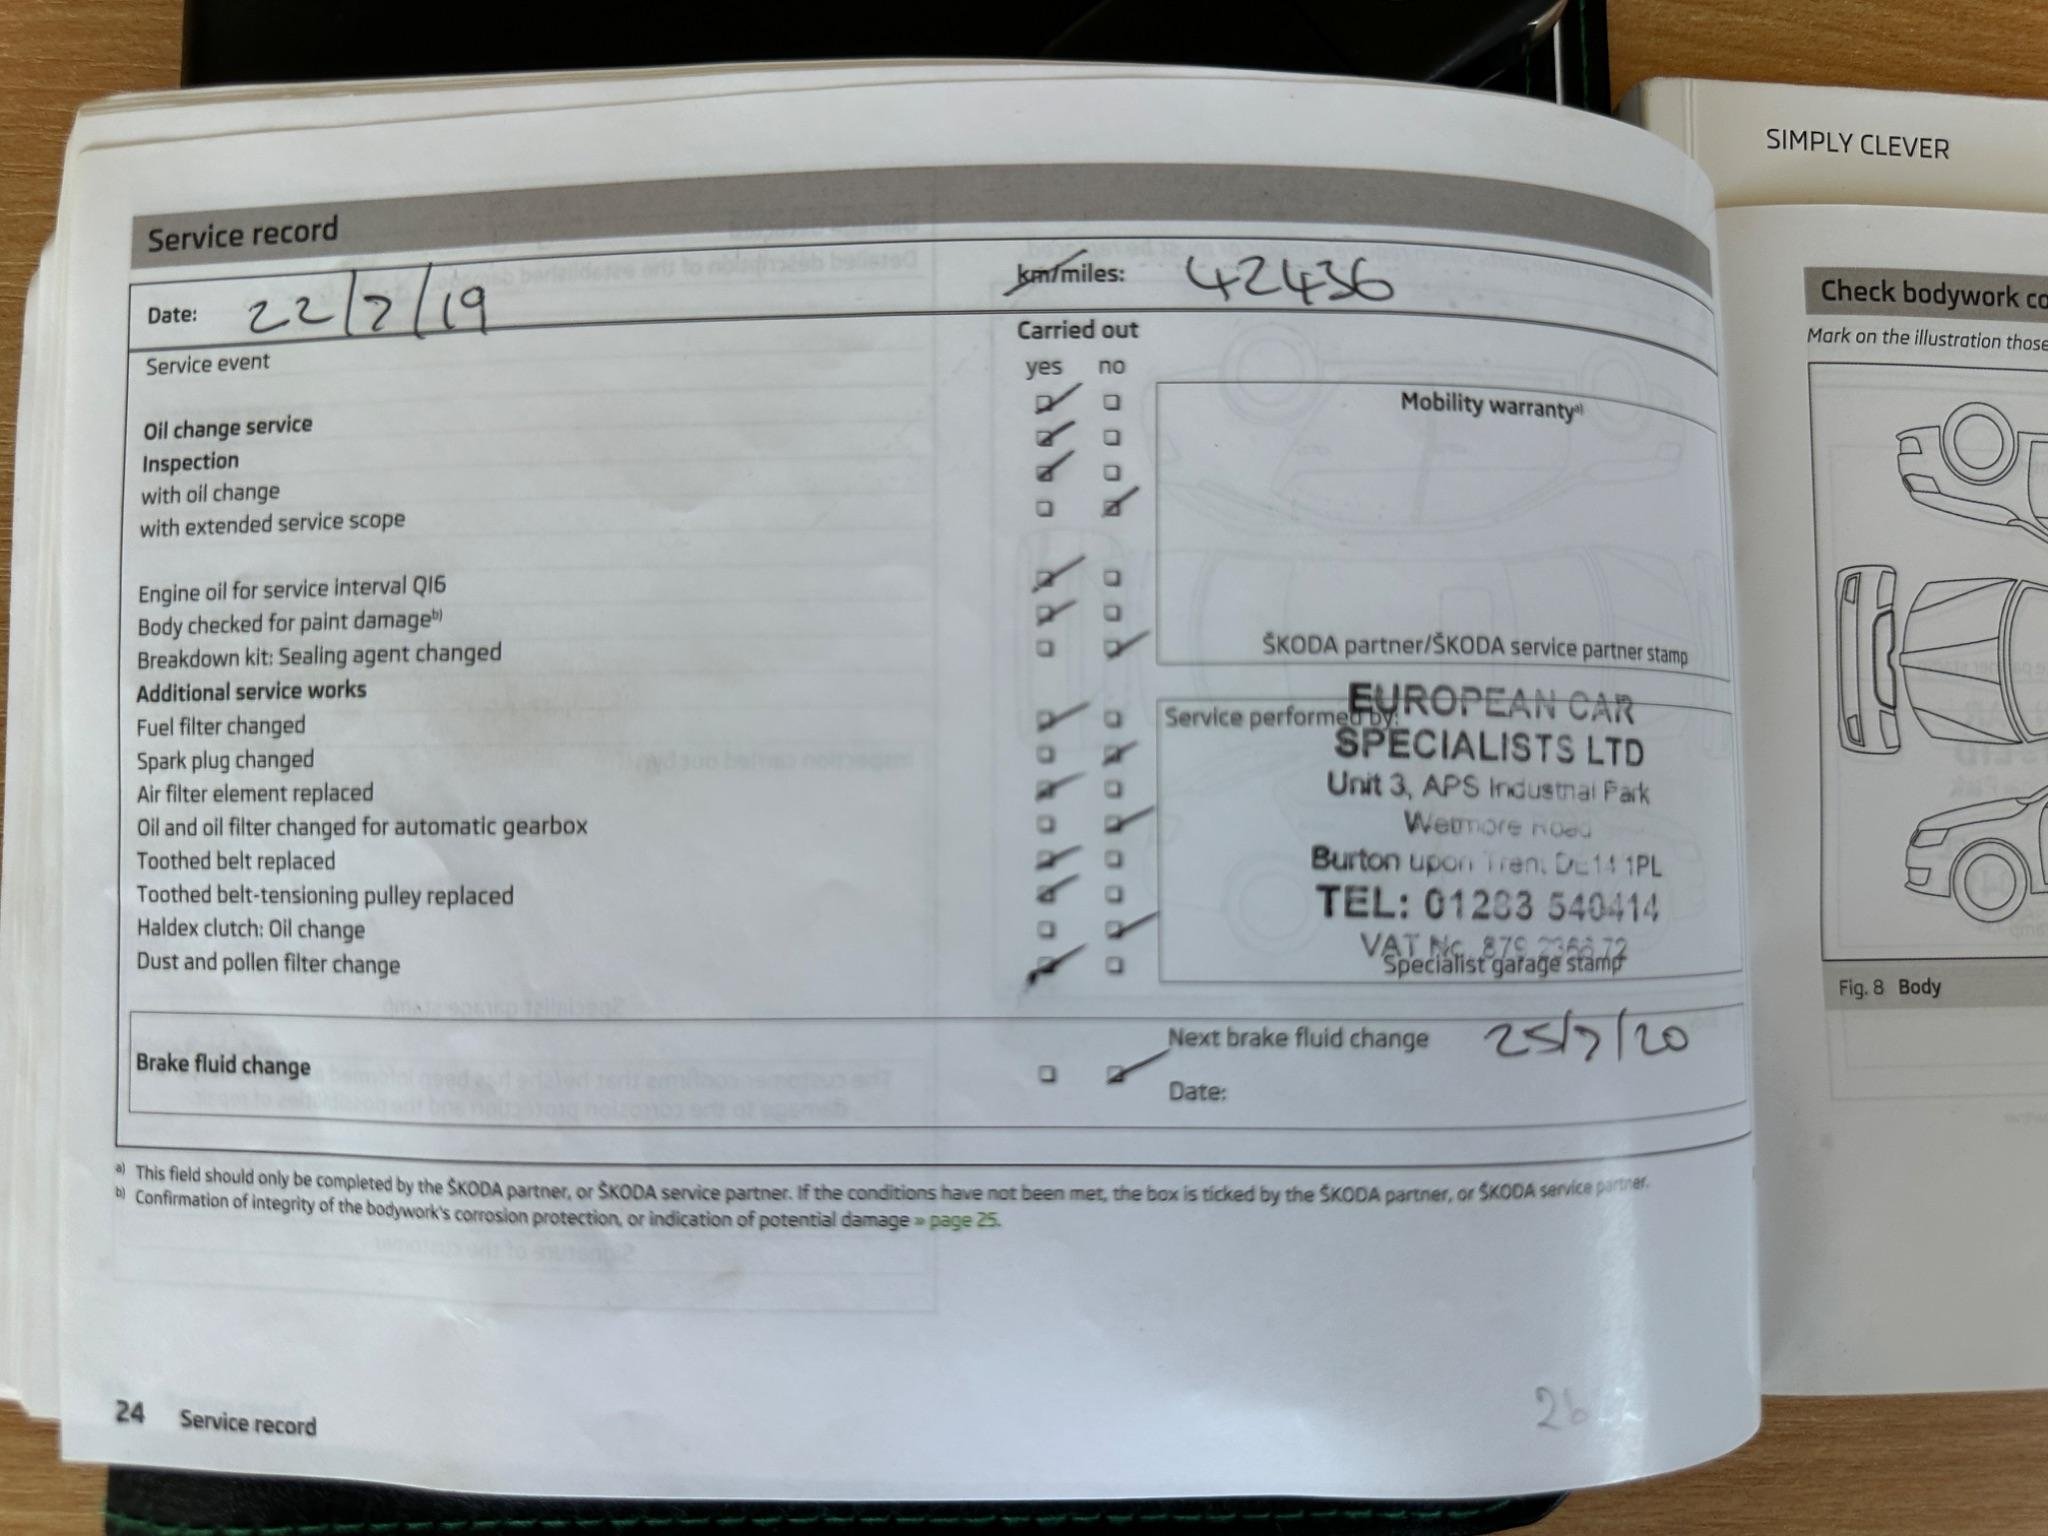 SIMPLY CLEVER
Service record
Date: 22/7/19
km/miles: 42436
Service event
Carried out
yes no
Mobility warranty a)
Oil change service
Inspection
with oil change
with extended service scope
Engine oil for service interval QI6
Body checked for paint damage b)
Breakdown kit: Sealing agent changed
ŠKODA partner/ŠKODA service partner stamp
Additional service works
Fuel filter changed
Spark plug changed
Air filter element replaced
Oil and oil filter changed for automatic gearbox
Toothed belt replaced
Toothed belt-tensioning pulley replaced
Haldex clutch: Oil change
Dust and pollen filter change
Service performed by:
EUROPEAN CAR
SPECIALISTS LTD
Unit 3, APS Industrial Park
Wetmore Road
Burton upon Trent DE14 1PL
TEL: 01283 540414
VAT No. 879
Specialist garage stamp
Brake fluid change
Next brake fluid change 25/7/20
Date:
a) This field should only be completed by the ŠKODA partner, or ŠKODA service partner. If the conditions have not been met, the box is ticked by the ŠKODA partner, or ŠKODA service partner.
b) Confirmation of integrity of the bodywork's corrosion protection, or indication of potential damage » page 25.
24 Service record
26
Check bodywork co
Mark on the illustration those
Fig. 8 Body